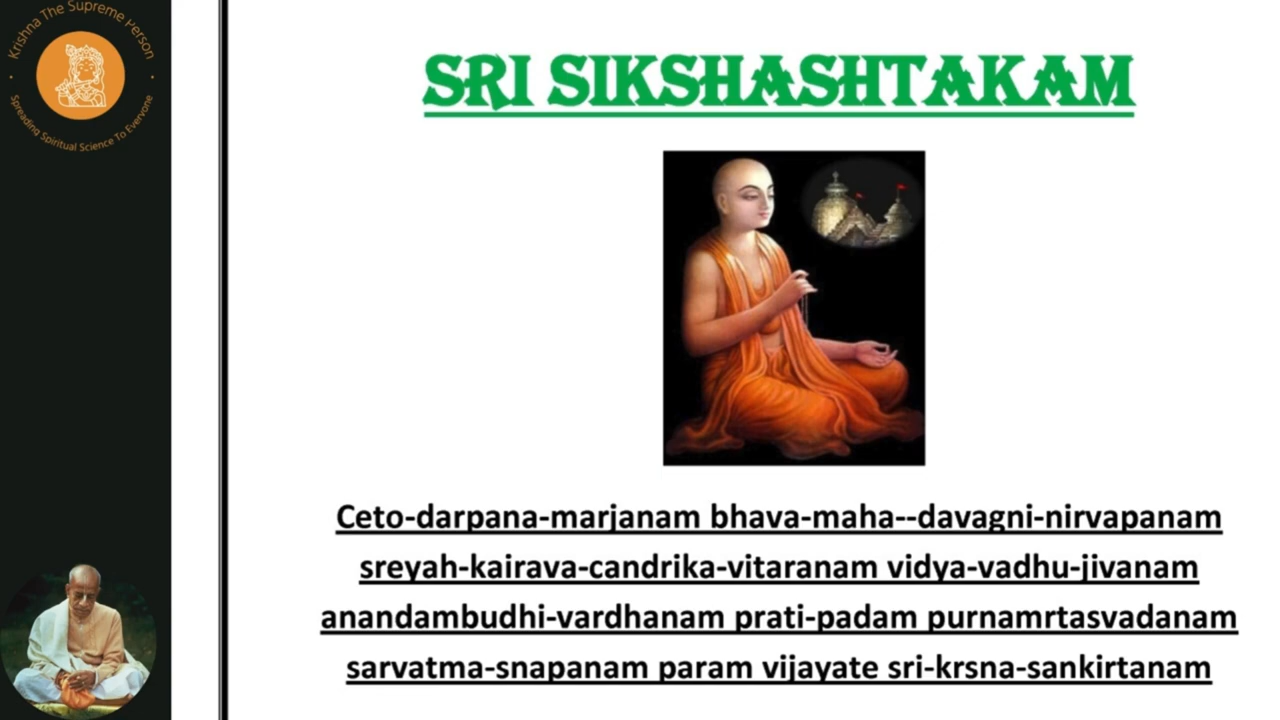 Krishna The Supreme Person
Spreading Spiritual Science To Everyone
SRI SIKSHASHTAKAM
Ceto-darpana-marjanam bhava-maha--davagni-nirvapanam
sreyah-kairava-candrika-vitaranam vidya-vadhu-jivanam
anandambudhi-vardhanam prati-padam purnamrtasvadanam
sarvatma-snapanam param vijayate sri-krsna-sankirtanam